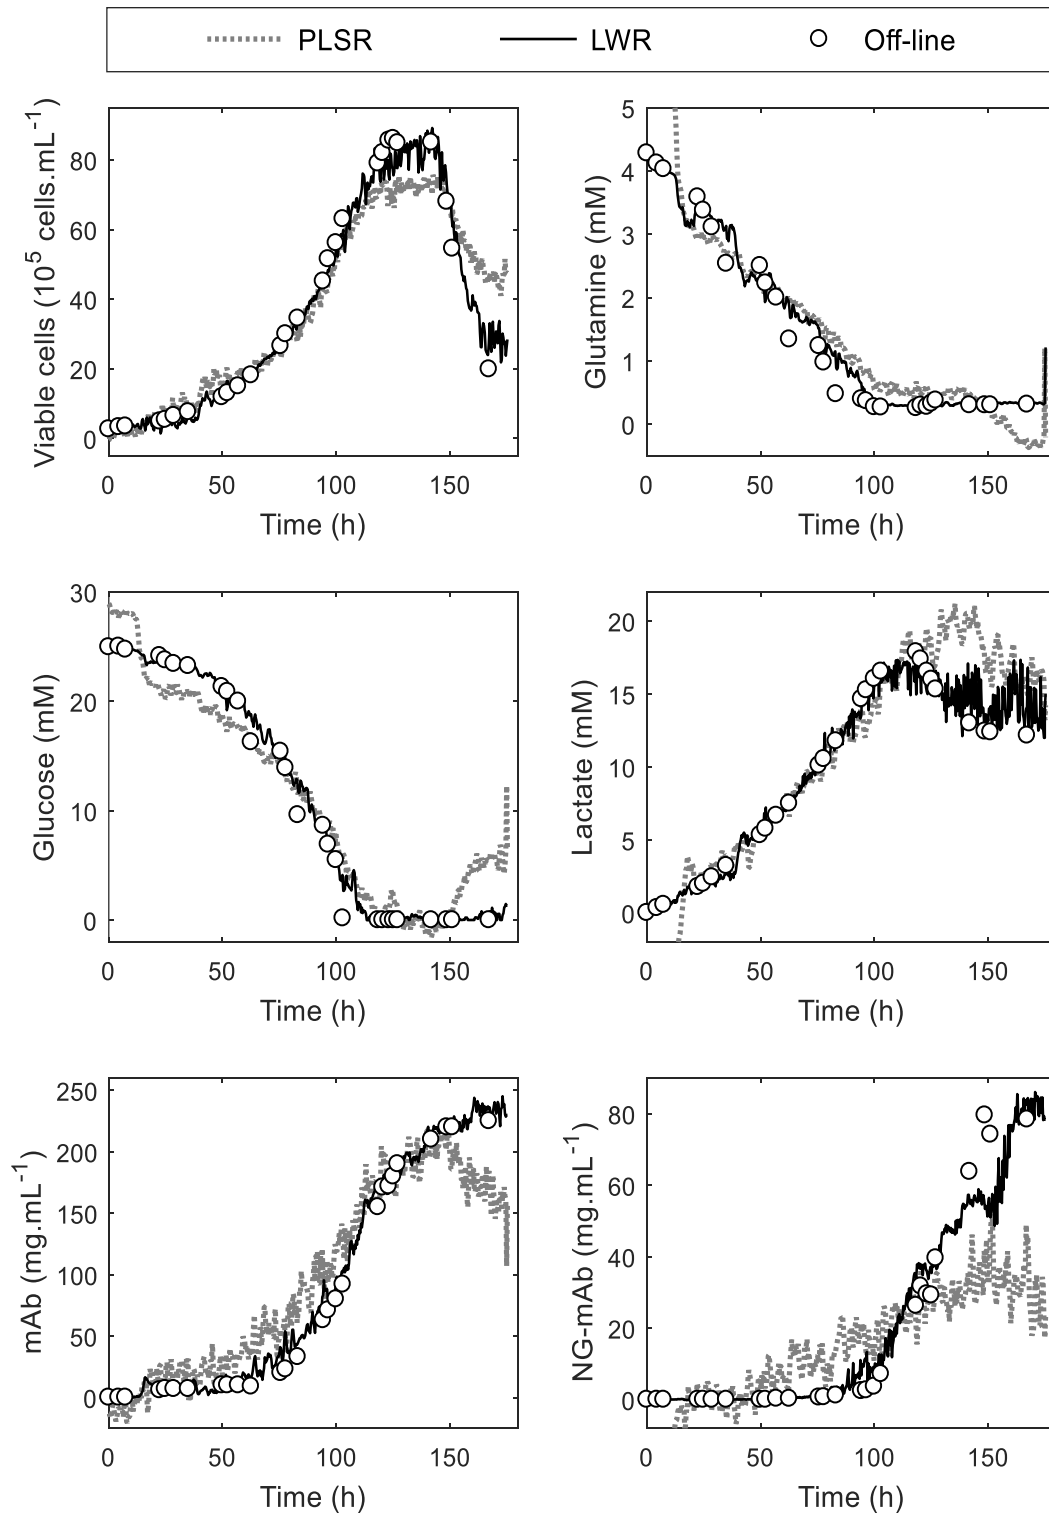 PLSR LWR Off-line
Viable cells (10^5 cells.mL^-1)
80
60
40
20
0
0 50 100 150
Time (h)
Glutamine (mM)
5
4
3
2
1
0
0 50 100 150
Time (h)
Glucose (mM)
30
20
10
0
0 50 100 150
Time (h)
Lactate (mM)
20
15
10
5
0
0 50 100 150
Time (h)
mAb (mg.mL^-1)
250
200
150
100
50
0
0 50 100 150
Time (h)
NG-mAb (mg.mL^-1)
80
60
40
20
0
0 50 100 150
Time (h)